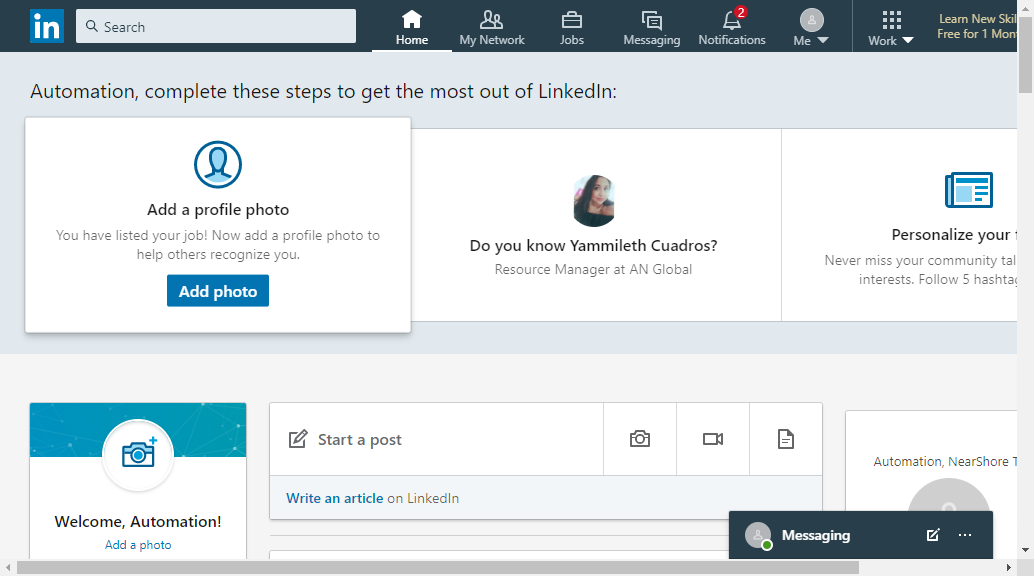 in
Search
Home
My Network
Jobs
Messaging
2
Notifications
Me
Work
Learn New Skil
Free for 1 Mon
Automation, complete these steps to get the most out of LinkedIn:
Add a profile photo
You have listed your job! Now add a profile photo to
help others recognize you.
Add photo
Do you know Yammileth Cuadros?
Resource Manager at AN Global
Personalize your f
Never miss your community tal
interests. Follow 5 hashtag
Start a post
Write an article on LinkedIn
Welcome, Automation!
Add a photo
Automation, NearShore T
Messaging